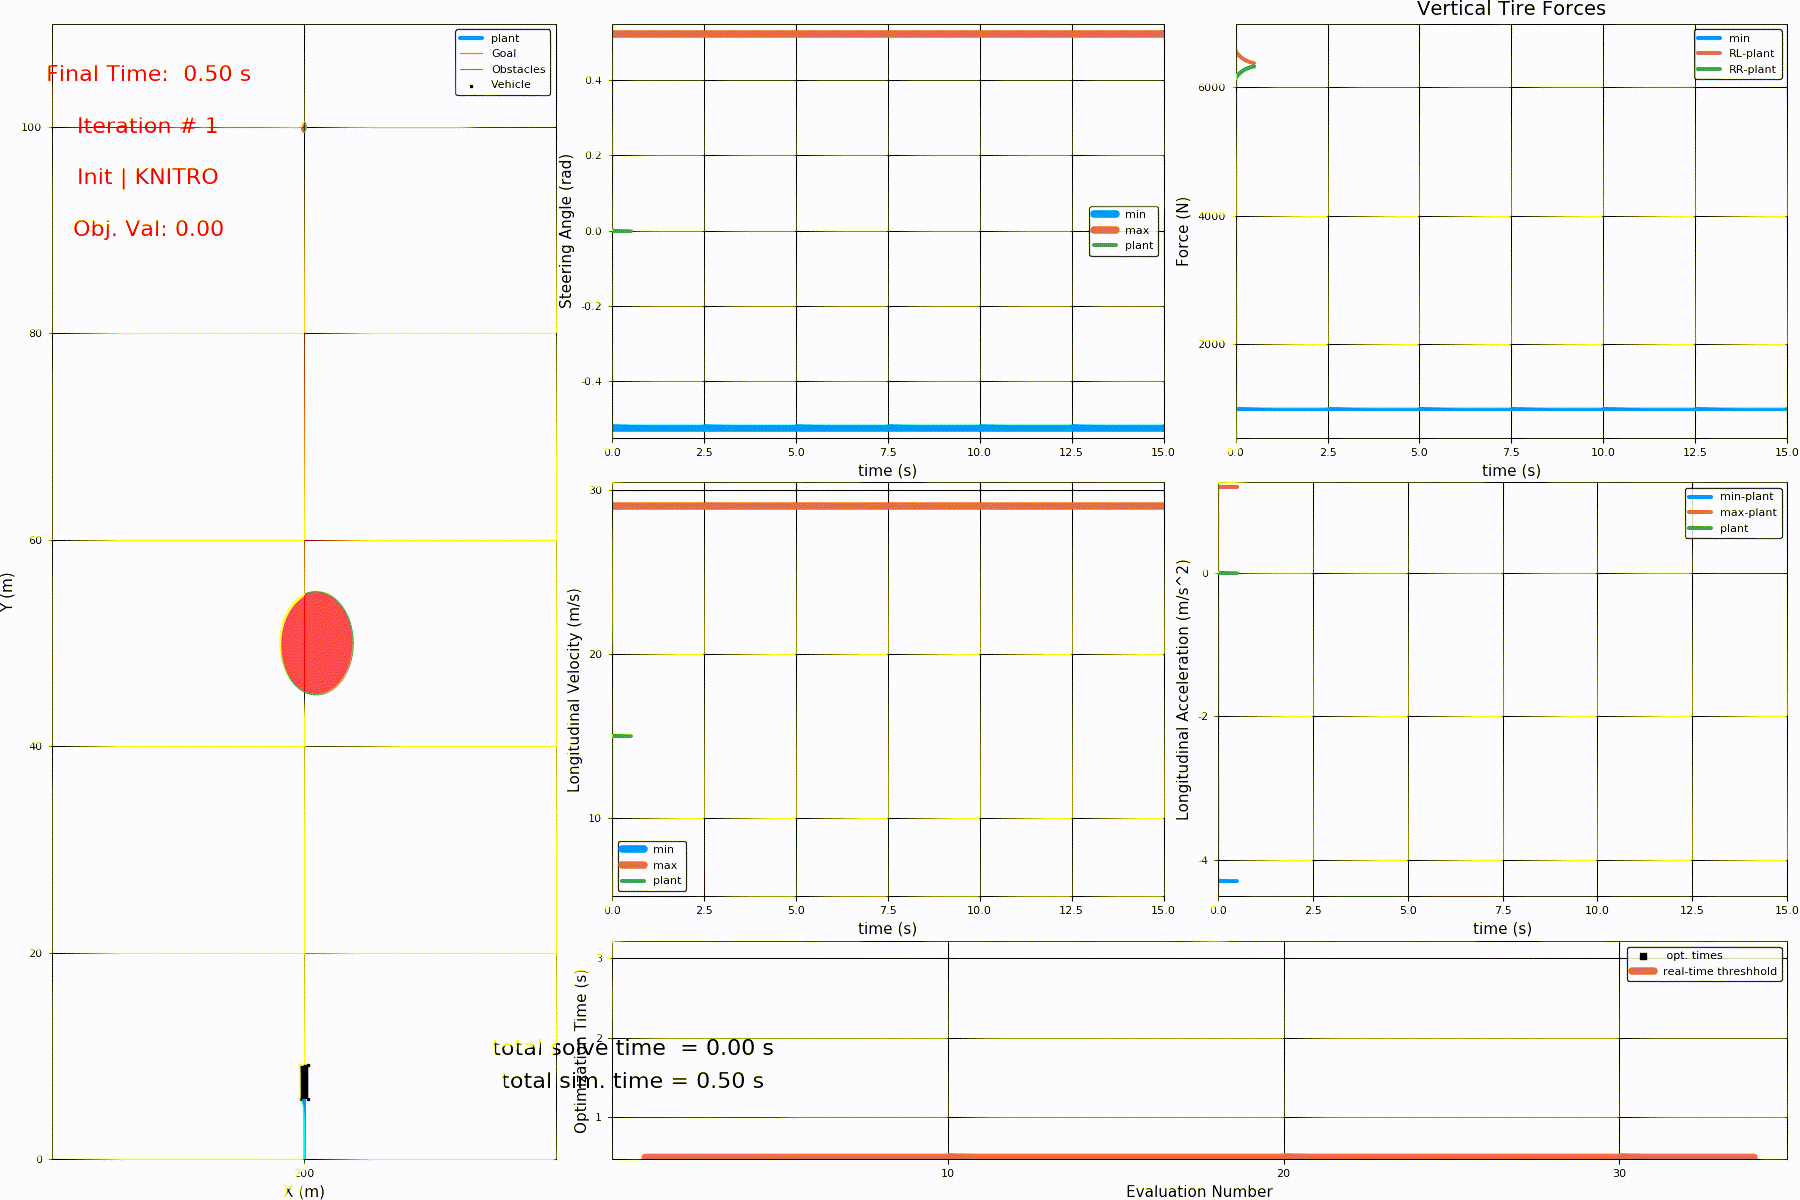 plant
Goal
Obstacles
Vehicle
Final Time:  0.50 s
Iteration # 1
Init | KNITRO
Obj. Val: 0.00
100
80
60
40
20
0
Y (m)
200
X (m)
total solve time  = 0.00 s
total sim. time = 0.50 s
0.4
0.2
0.0
-0.2
-0.4
Steering Angle (rad)
min
max
plant
0.0
2.5
5.0
7.5
10.0
12.5
15.0
time (s)
Vertical Tire Forces
min
RL-plant
RR-plant
6000
4000
2000
Force (N)
0.0
2.5
5.0
7.5
10.0
12.5
15.0
time (s)
30
20
10
Longitudinal Velocity (m/s)
min
max
plant
0.0
2.5
5.0
7.5
10.0
12.5
15.0
time (s)
min-plant
max-plant
plant
0
-2
-4
Longitudinal Acceleration (m/s^2)
0.0
2.5
5.0
7.5
10.0
12.5
15.0
time (s)
3
2
1
Optimization Time (s)
opt. times
real-time threshhold
10
20
30
Evaluation Number